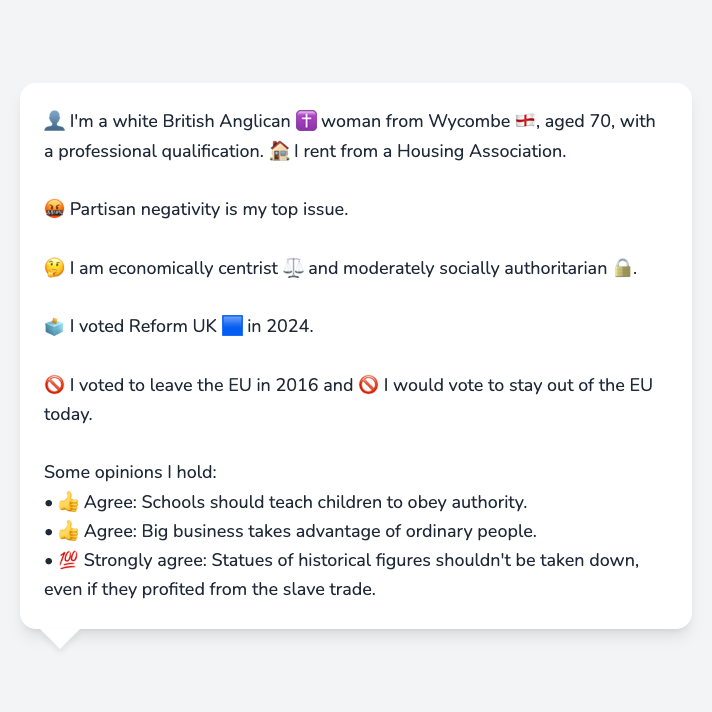 👤 I'm a white British Anglican ✝️ woman from Wycombe 🏴󠁧󠁢󠁥󠁮󠁧󠁿, aged 70, with
a professional qualification. 🏠 I rent from a Housing Association.
🤬 Partisan negativity is my top issue.
🤔 I am economically centrist ⚖️ and moderately socially authoritarian 🔒.
🗳️ I voted Reform UK 🟦 in 2024.
🚫 I voted to leave the EU in 2016 and 🚫 I would vote to stay out of the EU
today.
Some opinions I hold:
• 👍 Agree: Schools should teach children to obey authority.
• 👍 Agree: Big business takes advantage of ordinary people.
• 💯 Strongly agree: Statues of historical figures shouldn't be taken down,
even if they profited from the slave trade.